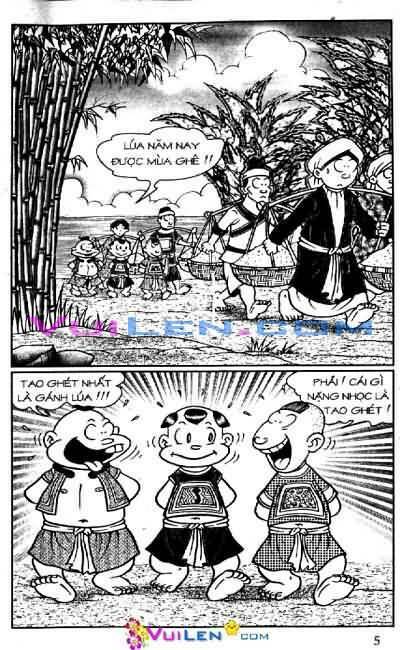 LÚA NĂM NAY
ĐƯỢC MÙA GHÊ !!
VUILEN.COM
TAO GHÉT NHẤT
LÀ GÁNH LÚA !!!
PHẢI ! CÁI GÌ
NẶNG NHỌC LÀ
TAO GHÉT !
5
VUILEN.COM